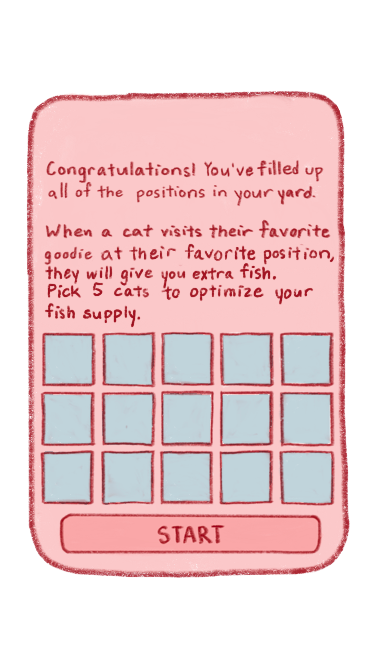 Congratulations! You've filled up
all of the positions in your yard.
When a cat visits their favorite
goodie at their favorite position,
they will give you extra fish.
Pick 5 cats to optimize your
fish supply.
START